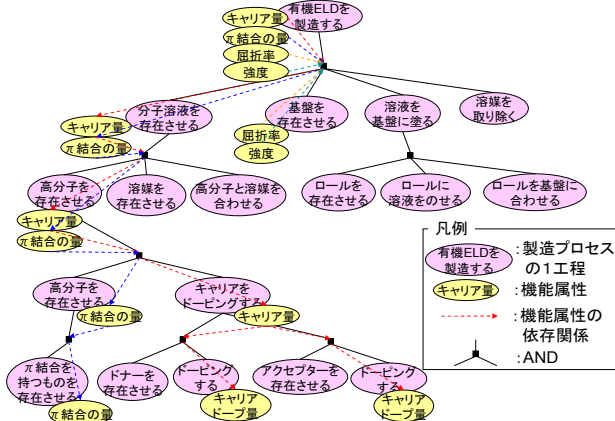 有機ELDを
製造する
キャリア量
π結合の量
屈折率
強度
分子溶液を
存在させる
キャリア量
π結合の量
基盤を
存在させる
屈折率
強度
溶液を
基盤に塗る
溶媒を
取り除く
高分子を
存在させる
キャリア量
π結合の量
溶媒を
存在させる
高分子と溶媒を
合わせる
ロールを
存在させる
ロールに
溶液をのせる
ロールを基盤に
合わせる
高分子を
存在させる
π結合の量
キャリアを
ドーピングする
キャリア量
π結合を
持つものを
存在させる
π結合の量
ドナーを
存在させる
ドーピング
する
キャリア
ドープ量
アクセプターを
存在させる
ドーピング
する
キャリア
ドープ量
凡例
有機ELDを
製造する
:製造プロセス
の1工程
キャリア量
:機能属性
:機能属性の
依存関係
:AND